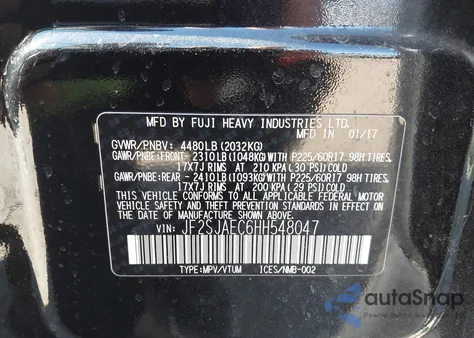 MFD BY FUJI HEAVY INDUSTRIES LTD.
MFD IN 01/17
GVWR/PNBV: 4480LB (2032KG)
GAWR/PNBE:FRONT- 2310LB(1048KG)WITH P225/60R17 98H TIRES,
17X7J RIMS AT 210 KPA(30 PSI)COLD
GAWR/PNBE:REAR - 2410LB(1093KG)WITH P225/60R17 98H TIRES,
17X7J RIMS AT 200 KPA(29 PSI)COLD
THIS VEHICLE CONFORMS TO ALL APPLICABLE
FEDERAL MOTOR VEHICLE SAFETY AND
THEFT PREVENTION STANDARDS IN EFFECT ON
THE DATE OF MANUFACTURE SHOWN ABOVE.
VIN: JF2SJAEC6HH548047
TYPE:MPV/VTUM ICES/NMB-002
autoSnap
Pewne auto z USA